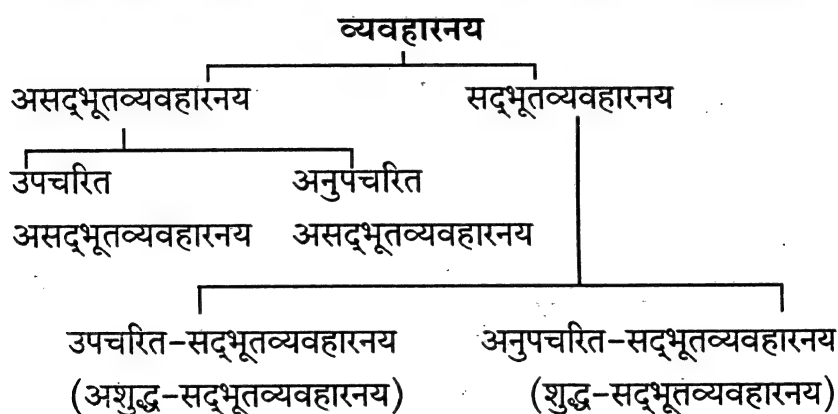 व्यवहारनय
असद्‌भूतव्यवहारनय सद्‌भूतव्यवहारनय
उपचरित अनुपचरित
असद्‌भूतव्यवहारनय असद्‌भूतव्यवहारनय
उपचरित-सद्‌भूतव्यवहारनय अनुपचरित-सद्‌भूतव्यवहारनय
(अशुद्ध-सद्‌भूतव्यवहारनय) (शुद्ध-सद्‌भूतव्यवहारनय)